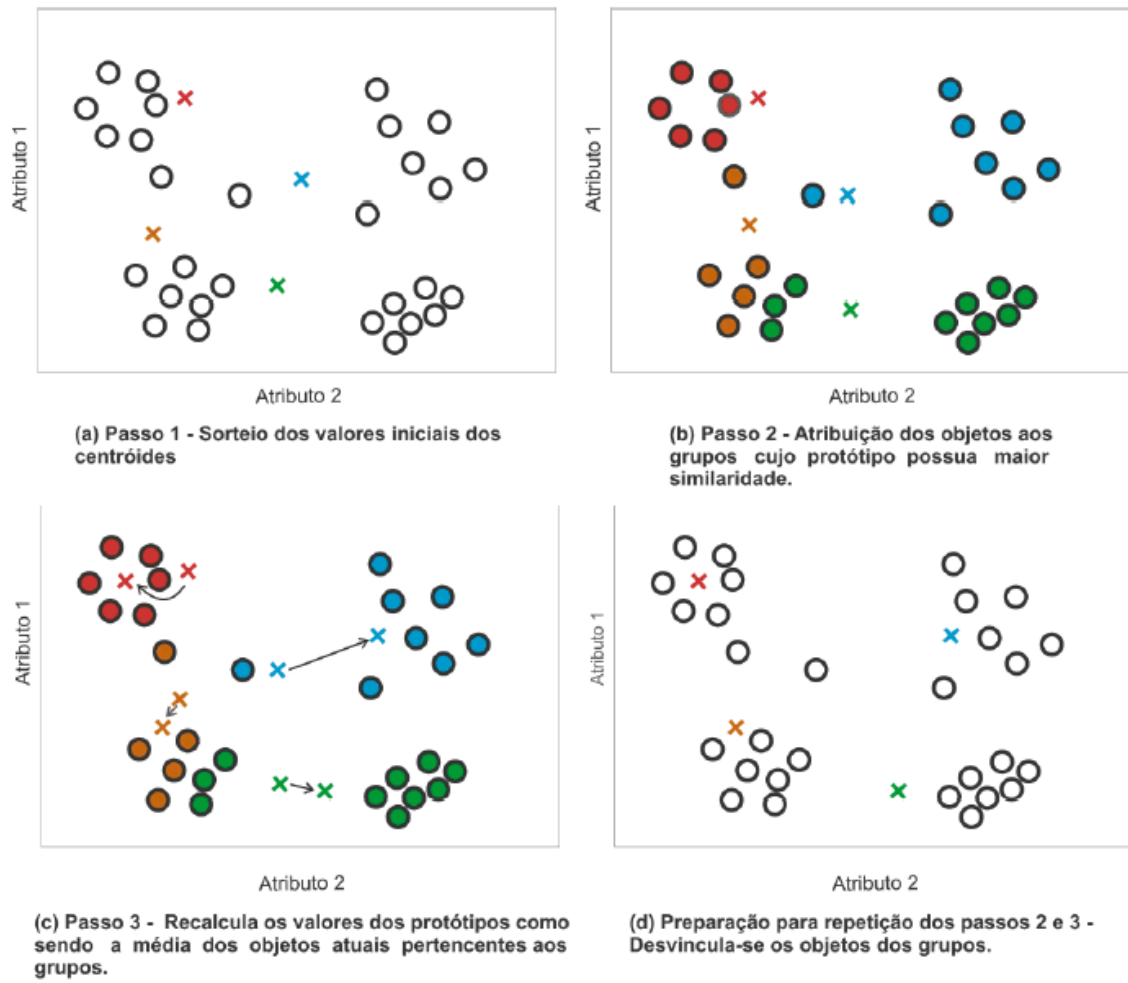 Atributo 1
Atributo 2
(a) Passo 1 - Sorteio dos valores iniciais dos
centróides
Atributo 1
Atributo 2
(b) Passo 2 - Atribuição dos objetos aos
grupos cujo protótipo possua maior
similaridade.
Atributo 1
Atributo 2
(c) Passo 3 - Recalcula os valores dos protótipos como
sendo a média dos objetos atuais pertencentes aos
grupos.
Atributo 1
Atributo 2
(d) Preparação para repetição dos passos 2 e 3 -
Desvincula-se os objetos dos grupos.